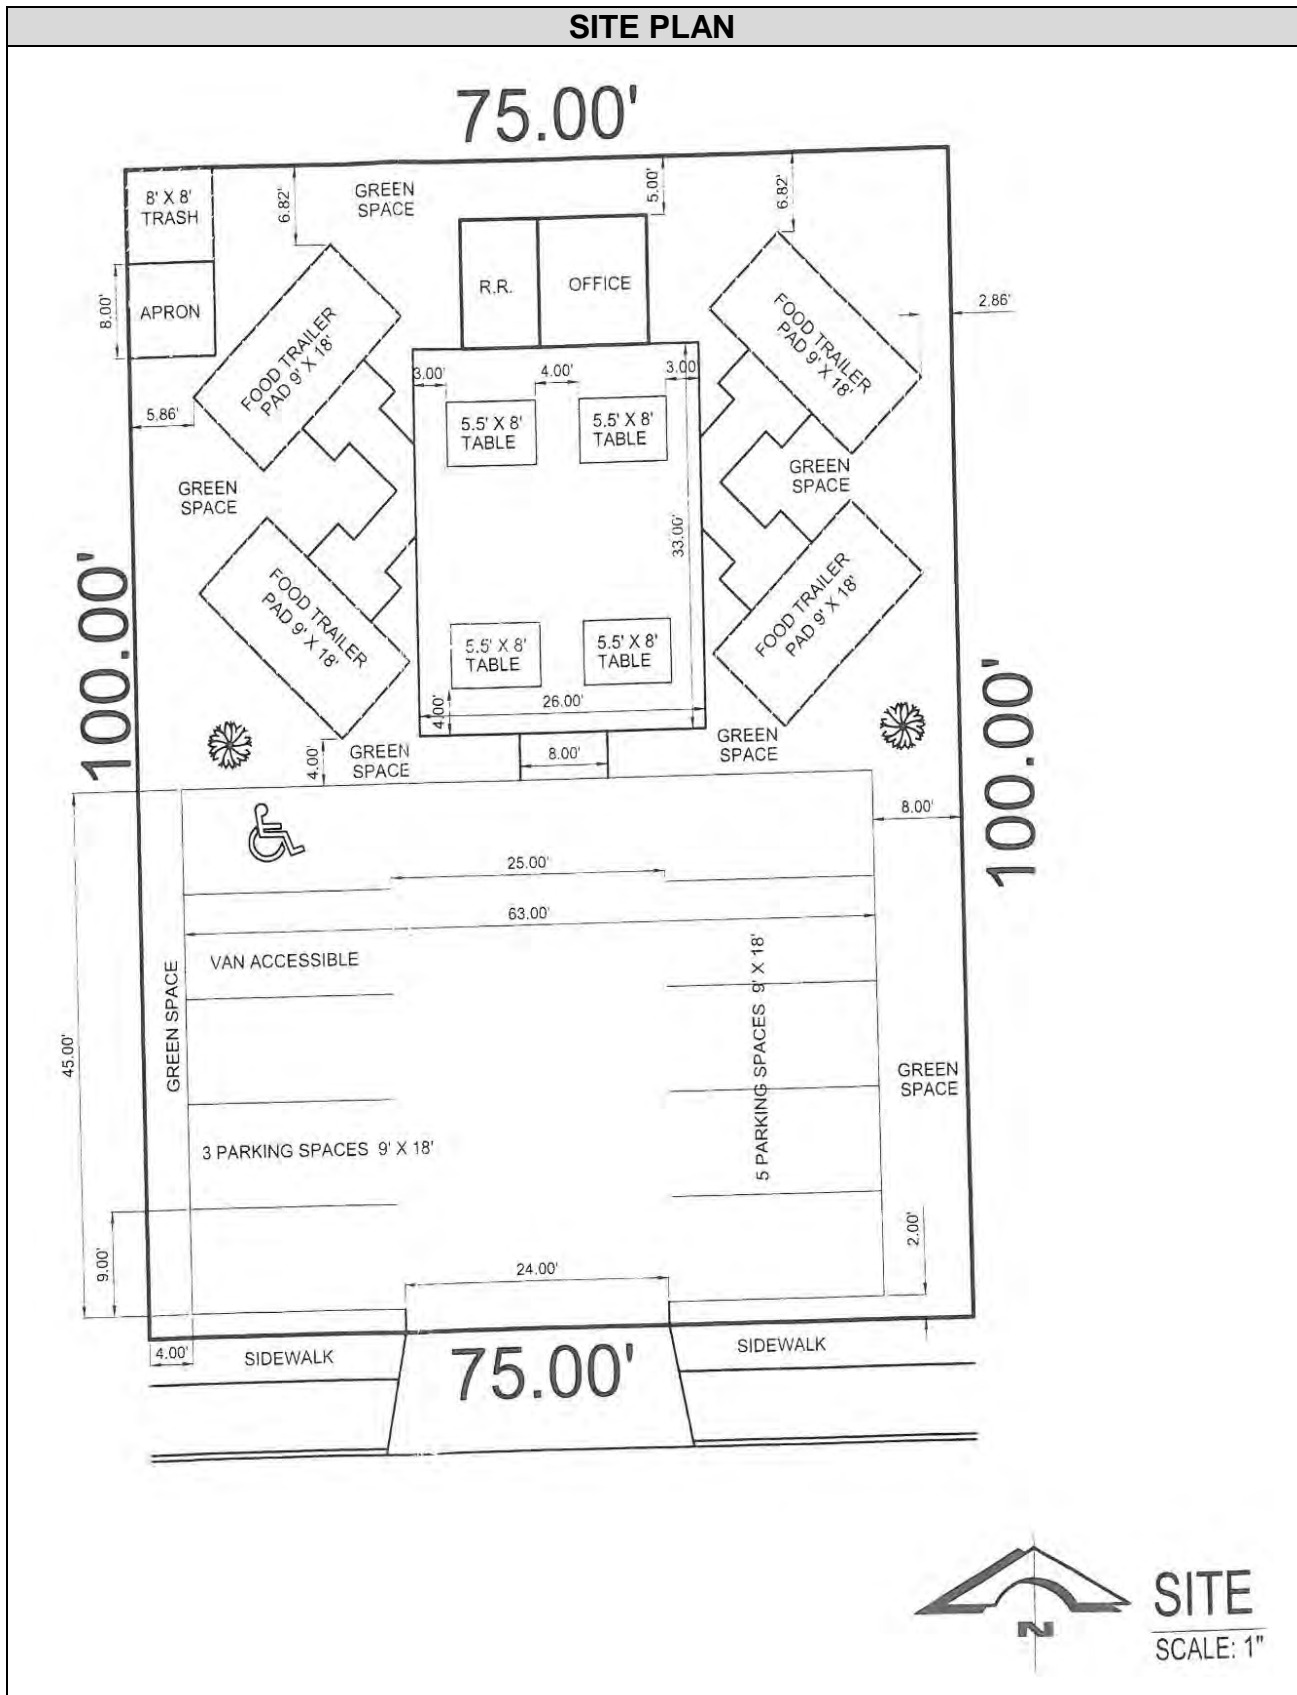 SITE PLAN
75.00'
8' X 8'
TRASH
6.82'
GREEN
SPACE
5.00'
6.82'
8.00'
APRON
R.R.
OFFICE
FOOD TRAILER
PAD 9' X 18'
FOOD TRAILER
PAD 9' X 18'
2.86'
3.00'
4.00'
3.00'
5.86'
5.5' X 8'
TABLE
5.5' X 8'
TABLE
GREEN
SPACE
GREEN
SPACE
33.00'
100.00'
FOOD TRAILER
PAD 9' X 18'
FOOD TRAILER
PAD 9' X 18'
5.5' X 8'
TABLE
5.5' X 8'
TABLE
100.00'
4.00'
26.00'
4.00'
GREEN
SPACE
8.00'
GREEN
SPACE
8.00'
25.00'
63.00'
VAN ACCESSIBLE
GREEN SPACE
45.00'
5 PARKING SPACES 9' X 18'
GREEN
SPACE
3 PARKING SPACES 9' X 18'
9.00'
2.00'
24.00'
4.00'
SIDEWALK
75.00'
SIDEWALK
N
SITE
SCALE: 1"